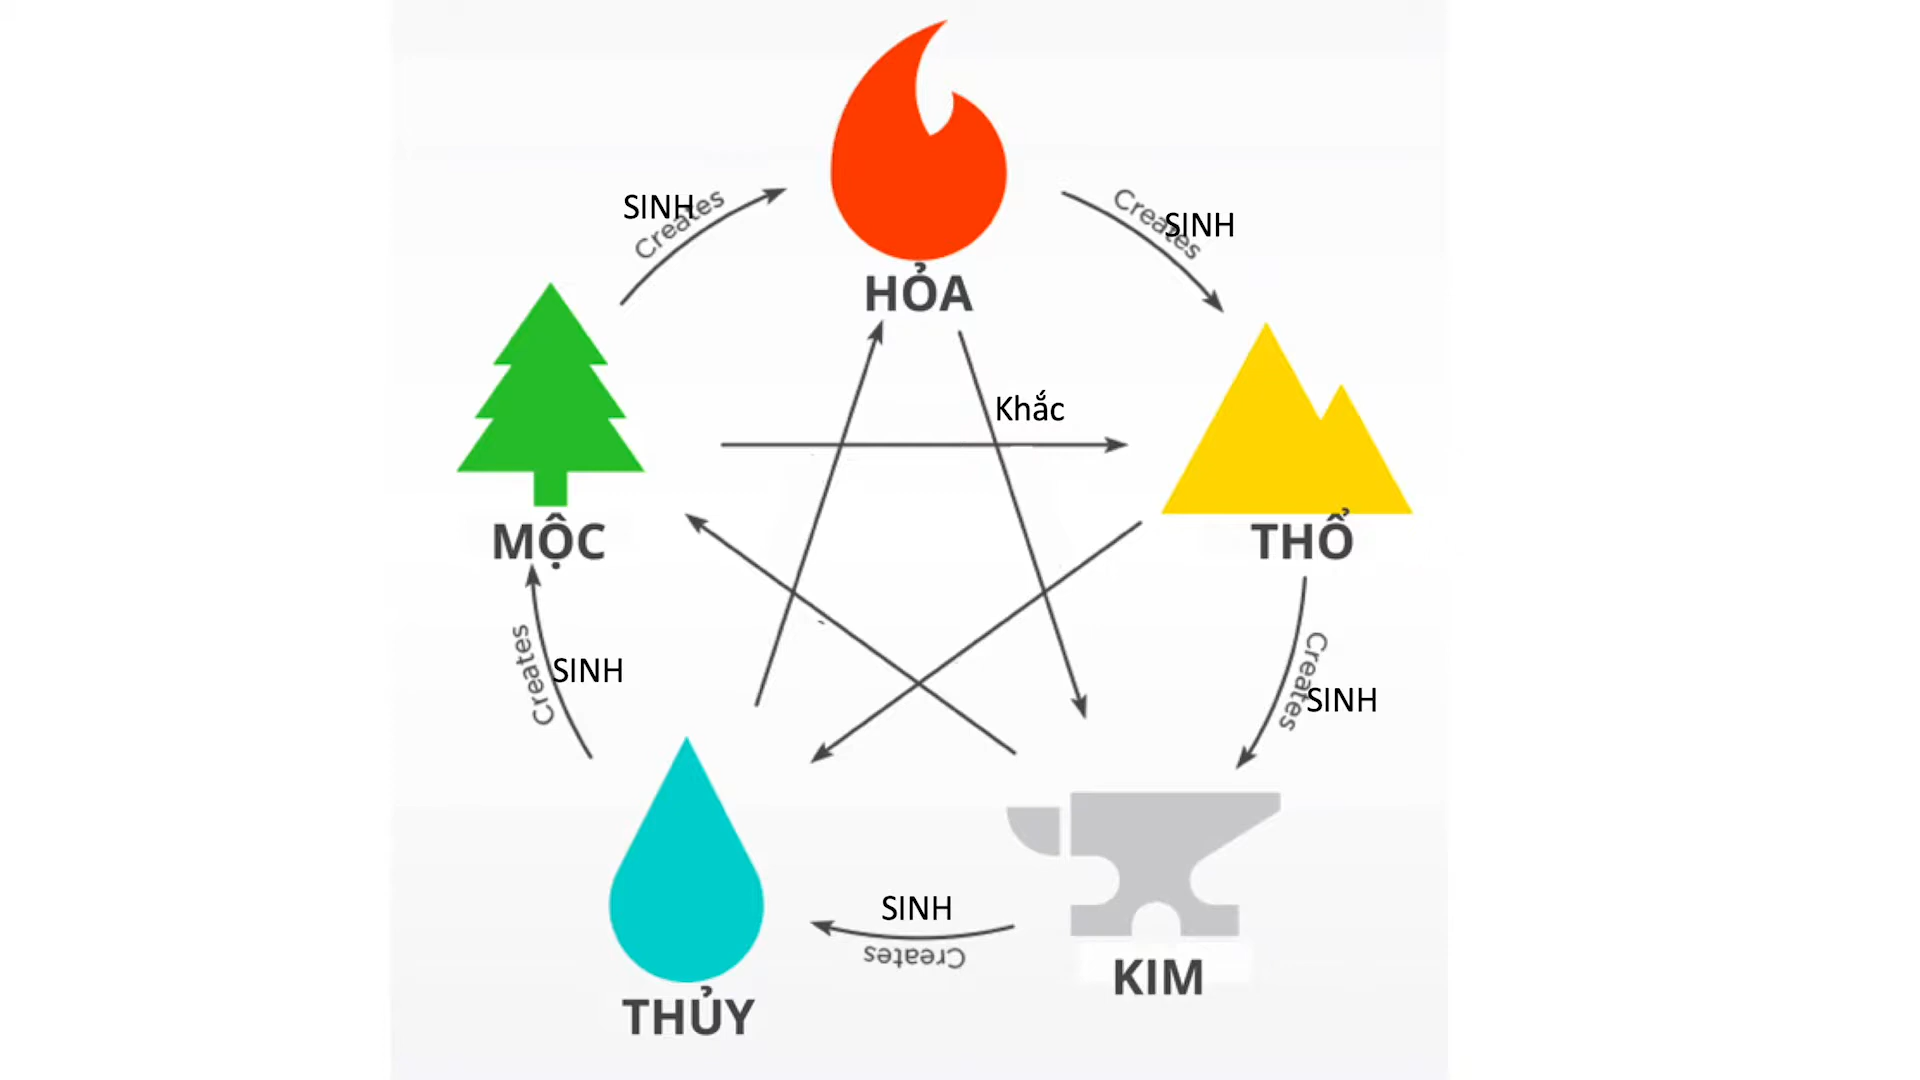 SINH
Creates
Creates
SINH
HỎA
Khắc
MỘC
THỔ
Creates
SINH
Creates
SINH
SINH
Creates
KIM
THỦY